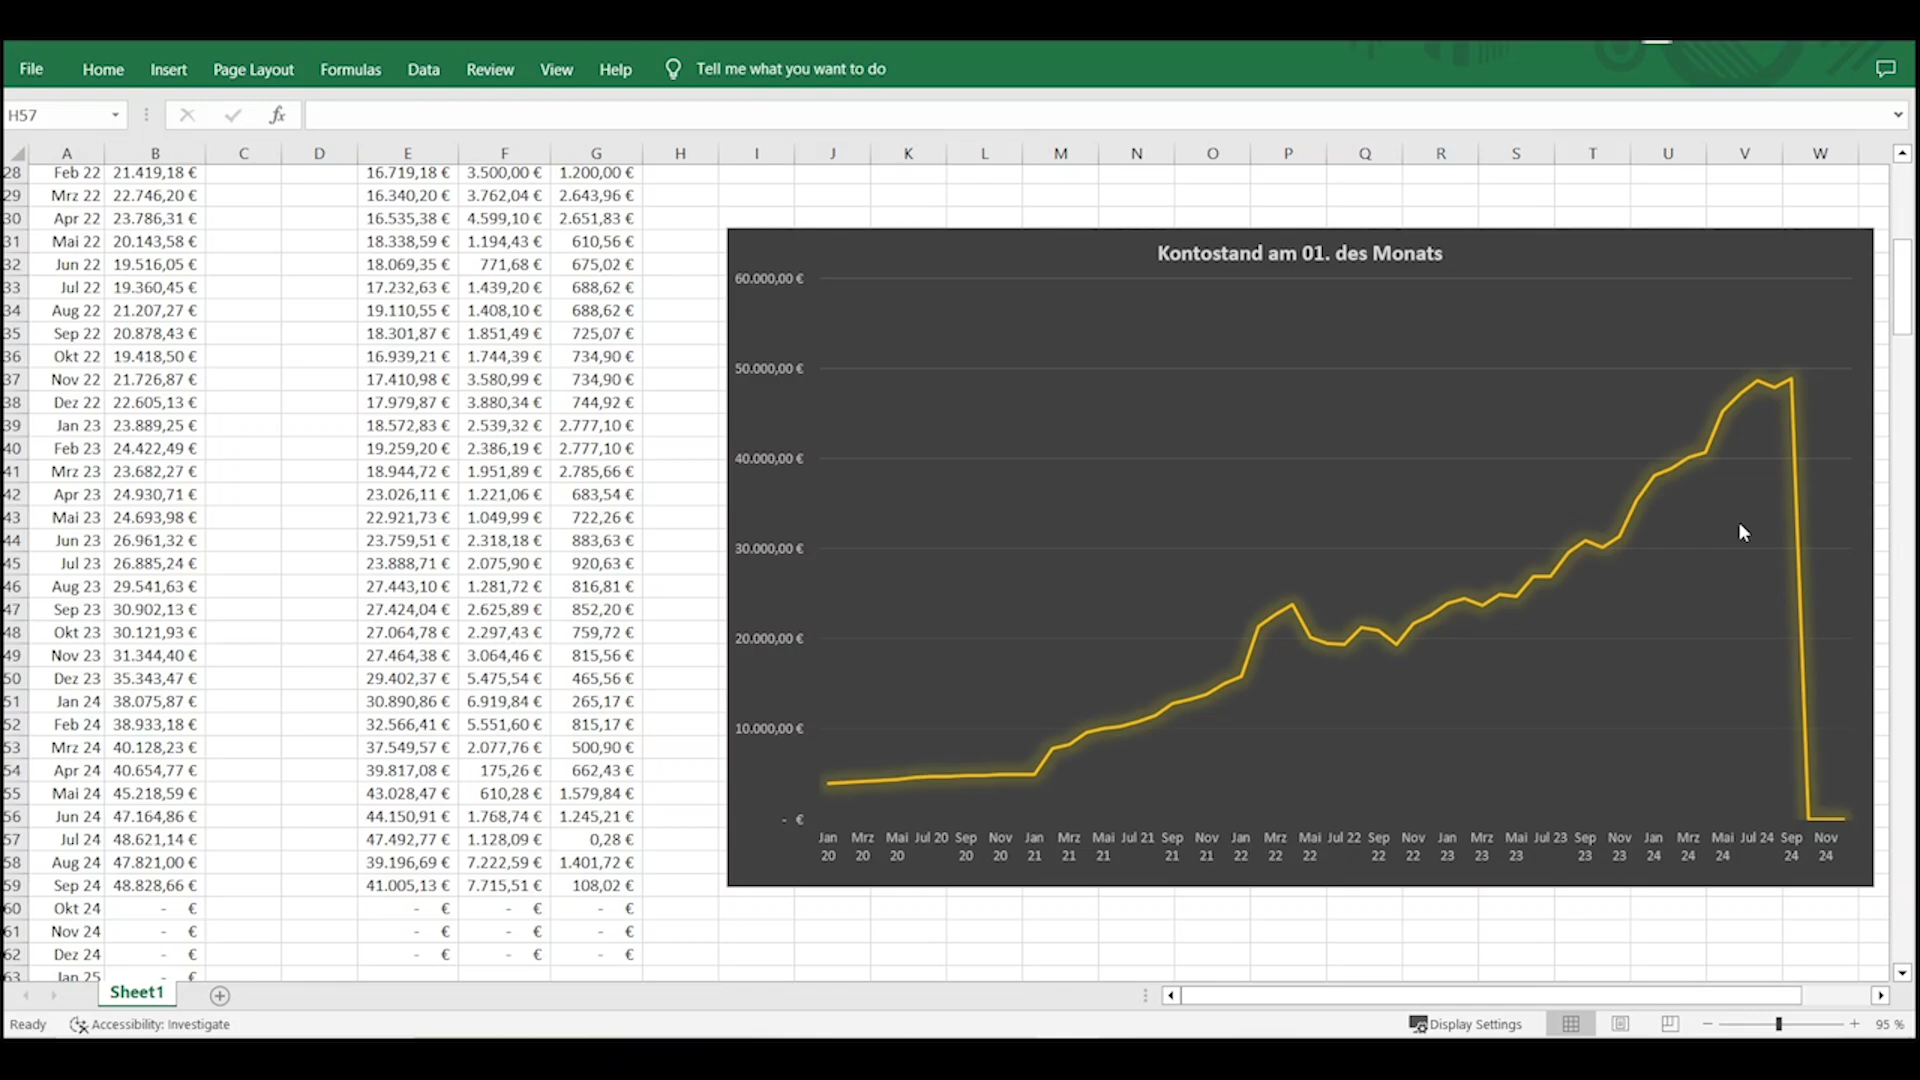 File Home Insert Page Layout Formulas Data Review View Help Tell me what you want to do
H57 fx
A B C D E F G H I J K L M N O P Q R S T U V W
28 Feb 22 21.419,18 € 16.719,18 € 3.500,00 € 1.200,00 €
29 Mrz 22 22.746,20 € 16.340,20 € 3.762,04 € 2.643,96 €
30 Apr 22 23.786,31 € 16.535,38 € 4.599,10 € 2.651,83 €
31 Mai 22 20.143,58 € 18.338,59 € 1.194,43 € 610,56 €
32 Jun 22 19.516,05 € 18.069,35 € 771,68 € 675,02 €
33 Jul 22 19.360,45 € 17.232,63 € 1.439,20 € 688,62 €
34 Aug 22 21.207,27 € 19.110,55 € 1.408,10 € 688,62 €
35 Sep 22 20.878,43 € 18.301,87 € 1.851,49 € 725,07 €
36 Okt 22 19.418,50 € 16.939,21 € 1.744,39 € 734,90 €
37 Nov 22 21.726,87 € 17.410,98 € 3.580,99 € 734,90 €
38 Dez 22 22.605,13 € 17.979,87 € 3.880,34 € 744,92 €
39 Jan 23 23.889,25 € 18.572,83 € 2.539,32 € 2.777,10 €
40 Feb 23 24.422,49 € 19.259,20 € 2.386,19 € 2.777,10 €
41 Mrz 23 23.682,27 € 18.944,72 € 1.951,89 € 2.785,66 €
42 Apr 23 24.930,71 € 23.026,11 € 1.221,06 € 683,54 €
43 Mai 23 24.693,98 € 22.921,73 € 1.049,99 € 722,26 €
44 Jun 23 26.961,32 € 23.759,51 € 2.318,18 € 883,63 €
45 Jul 23 26.885,24 € 23.888,71 € 2.075,90 € 920,63 €
46 Aug 23 29.541,63 € 27.443,10 € 1.281,72 € 816,81 €
47 Sep 23 30.902,13 € 27.424,04 € 2.625,89 € 852,20 €
48 Okt 23 30.121,93 € 27.064,78 € 2.297,43 € 759,72 €
49 Nov 23 31.344,40 € 27.464,38 € 3.064,46 € 815,56 €
50 Dez 23 35.343,47 € 29.402,37 € 5.475,54 € 465,56 €
51 Jan 24 38.075,87 € 30.890,86 € 6.919,84 € 265,17 €
52 Feb 24 38.933,18 € 32.566,41 € 5.551,60 € 815,17 €
53 Mrz 24 40.128,23 € 37.549,57 € 2.077,76 € 500,90 €
54 Apr 24 40.654,77 € 39.817,08 € 175,26 € 662,43 €
55 Mai 24 45.218,59 € 43.028,47 € 610,28 € 1.579,84 €
56 Jun 24 47.164,86 € 44.150,91 € 1.768,74 € 1.245,21 €
57 Jul 24 48.621,14 € 47.492,77 € 1.128,09 € 0,28 €
58 Aug 24 47.821,00 € 39.196,69 € 7.222,59 € 1.401,72 €
59 Sep 24 48.828,66 € 41.005,13 € 7.715,51 € 108,02 €
60 Okt 24 - € - € - € - €
61 Nov 24 - € - € - € - €
62 Dez 24 - € - € - € - €
63 Jan 25 - €
Kontostand am 01. des Monats
60.000,00 €
50.000,00 €
40.000,00 €
30.000,00 €
20.000,00 €
10.000,00 €
- €
Jan Mrz Mai Jul 20 Sep Nov Jan Mrz Mai Jul 21 Sep Nov Jan Mrz Mai Jul 22 Sep Nov Jan Mrz Mai Jul 23 Sep Nov Jan Mrz Mai Jul 24 Sep Nov
20 20 20 20 20 21 21 21 21 21 22 22 22 22 22 23 23 23 23 23 24 24 24 24 24
Sheet1
Ready Accessibility: Investigate Display Settings 95 %